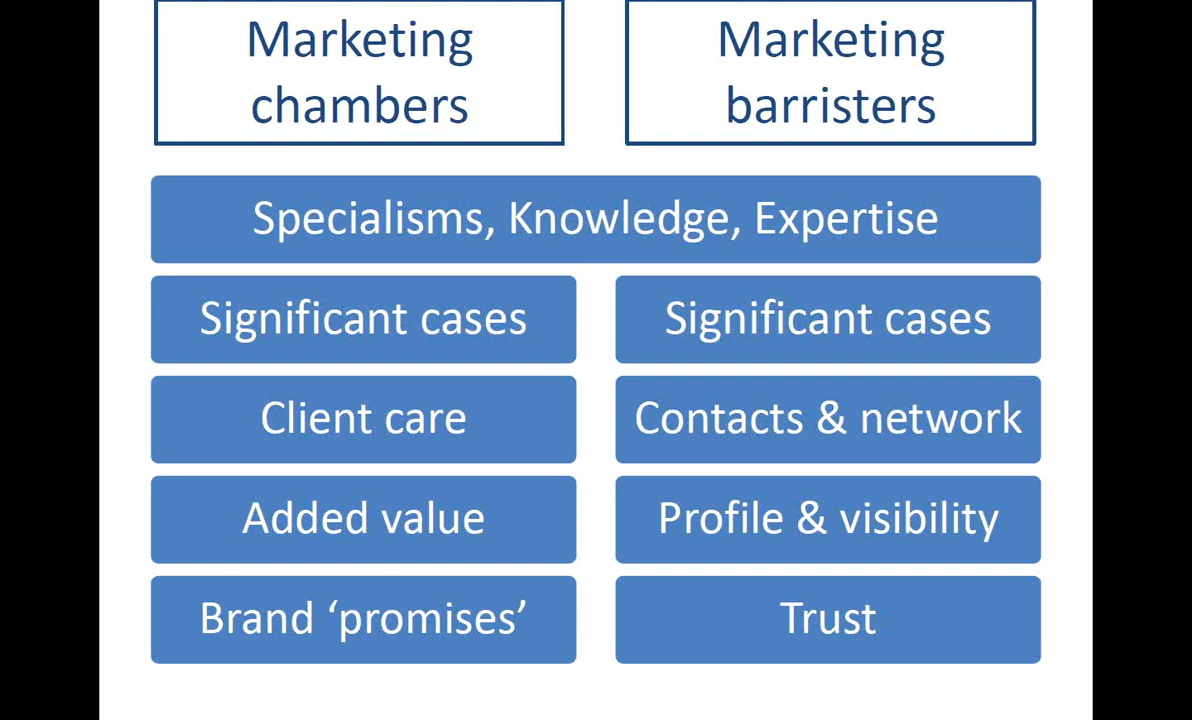 Marketing
chambers
Marketing
barristers
Specialisms, Knowledge, Expertise
Significant cases
Significant cases
Client care
Contacts & network
Added value
Profile & visibility
Brand ‘promises’
Trust